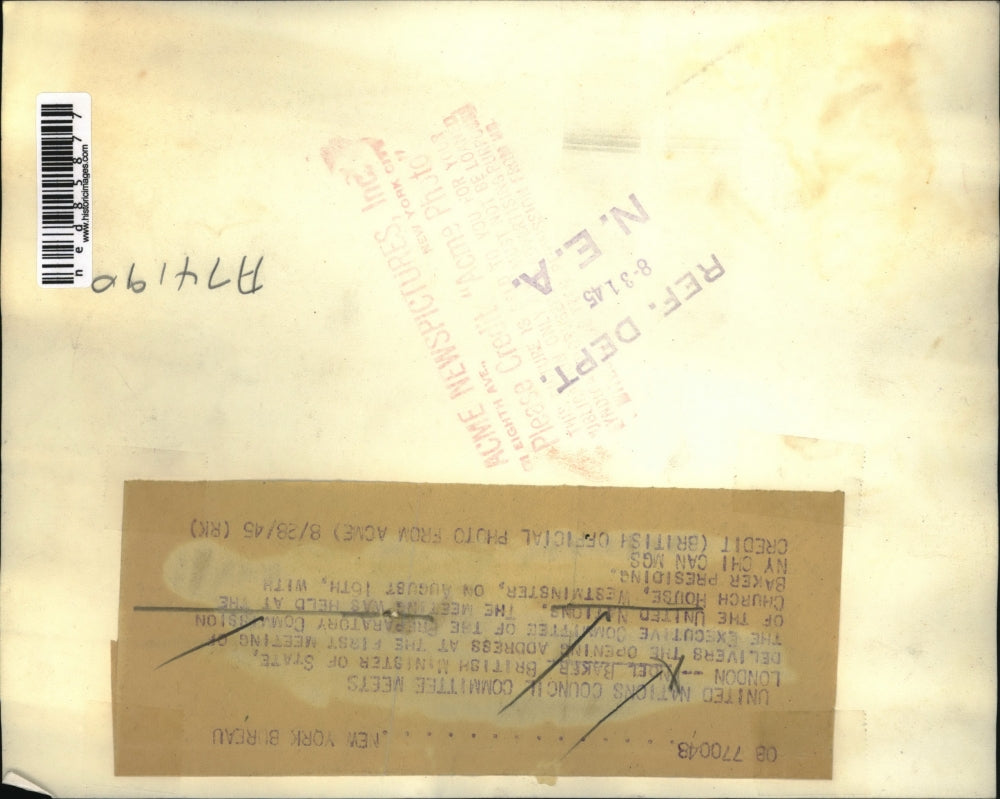 ned85877
www.historicimages.com
A74190
ACME NEWSPICTURES, Inc.
EIGHTH AVE. NEW YORK CITY
Please Credit "Acme Photo"
N. E. A.
8-31 45
REF. DEPT.
08 770048. . . . . . . . . . . . . . . . . .NEW YORK BUREAU
UNITED NATIONS COUNCIL COMMITTEE MEETS
LONDON -- NOEL BAKER, BRITISH MINISTER OF STATE,
DELIVERS THE OPENING ADDRESS AT THE FIRST MEETING OF
THE EXECUTIVE COMMITTEE OF THE PREPARATORY COMMISSION
OF THE UNITED NATIONS. THE MEETING WAS HELD AT THE
CHURCH HOUSE, WESTMINSTER, ON AUGUST 16TH, WITH
BAKER PRESIDING.
NY CHI CAN MGS
CREDIT (BRITISH OFFICIAL PHOTO FROM ACME) 8/28/45 (RK)